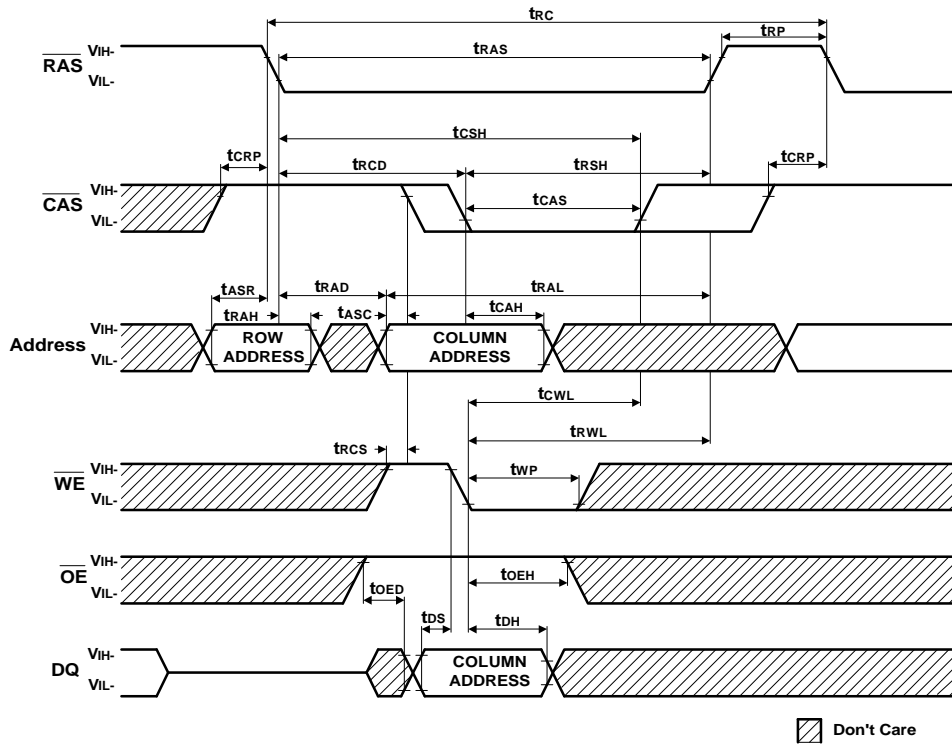 tRC
tRP
RAS
VIH-
VIL-
tRAS
tCSH
tCRP
tRCD
tRSH
tCRP
CAS
VIH-
VIL-
tCAS
tASR
tRAD
tRAL
tRAH
tASC
tCAH
Address
VIH-
VIL-
ROW
ADDRESS
COLUMN
ADDRESS
tCWL
tRWL
tRCS
WE
VIH-
VIL-
tWP
OE
VIH-
VIL-
tOED
tOEH
tDS
tDH
DQ
VIH-
VIL-
COLUMN
ADDRESS
Don't Care